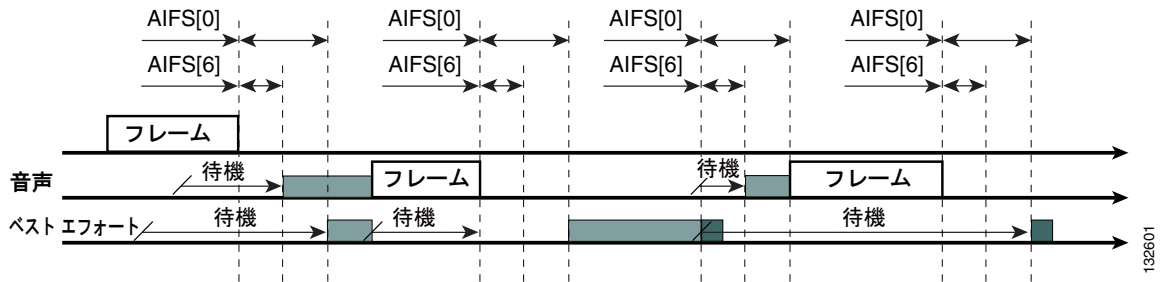 AIFS[0] AIFS[0] AIFS[0] AIFS[0]
AIFS[6] AIFS[6] AIFS[6] AIFS[6]
フレーム
音声 待機 フレーム 待機 フレーム
ベスト エフォート 待機 待機 待機
132601